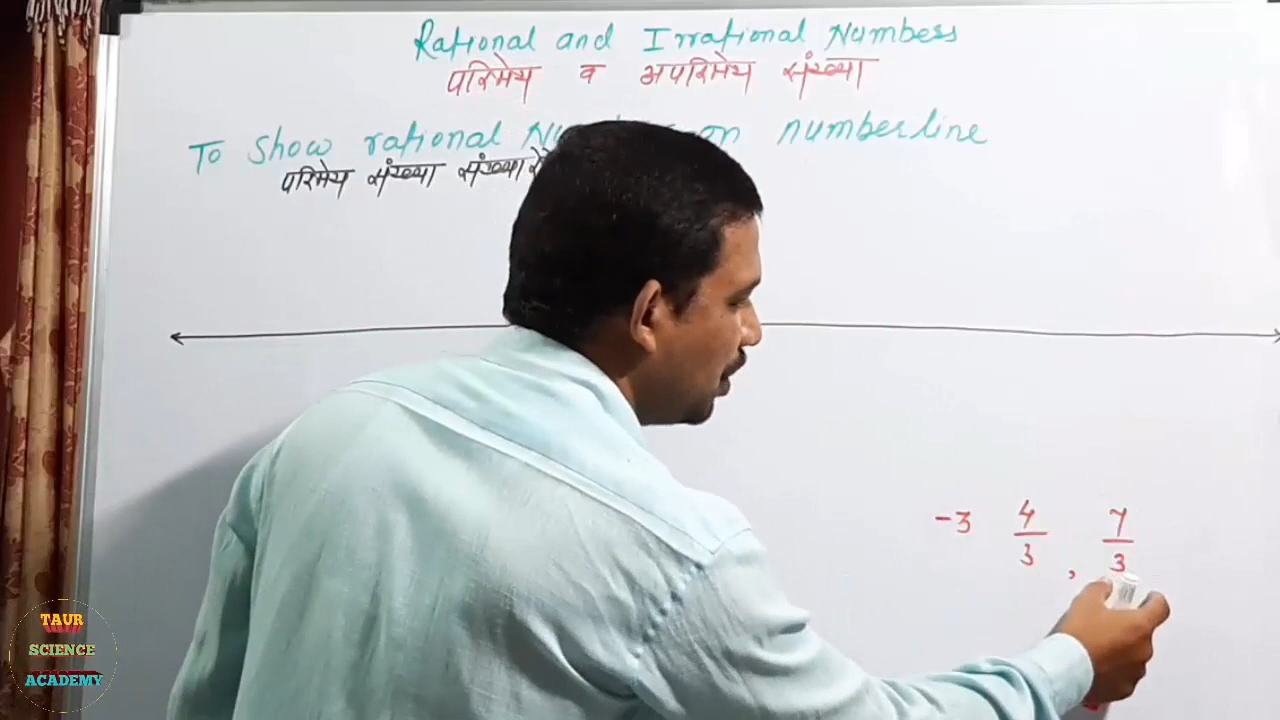 Rational and Irrational Numbers
परिमेय व अपरिमेय संख्या
To show rational on numberline
परिमेय संख्या संख्या
-3 4/3 , 7/3
TAUR
SCIENCE
ACADEMY